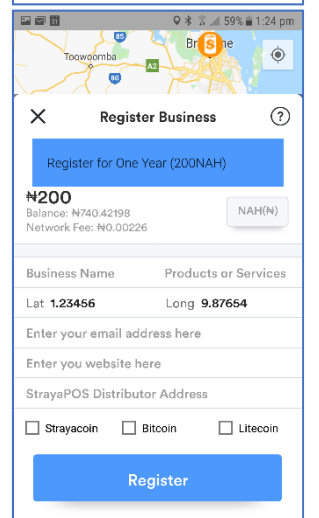 59% 1:24 pm
85
Toowoomba
Br ne
S
A2
80
Register Business
?
Register for One Year (200NAH)
₦200
Balance: ₦740.42198
NAH(₦)
Network Fee: ₦0.00226
Business Name Products or Services
Lat 1.23456 Long 9.87654
Enter your email address here
Enter you website here
StrayaPOS Distributor Address
Strayacoin Bitcoin Litecoin
Register